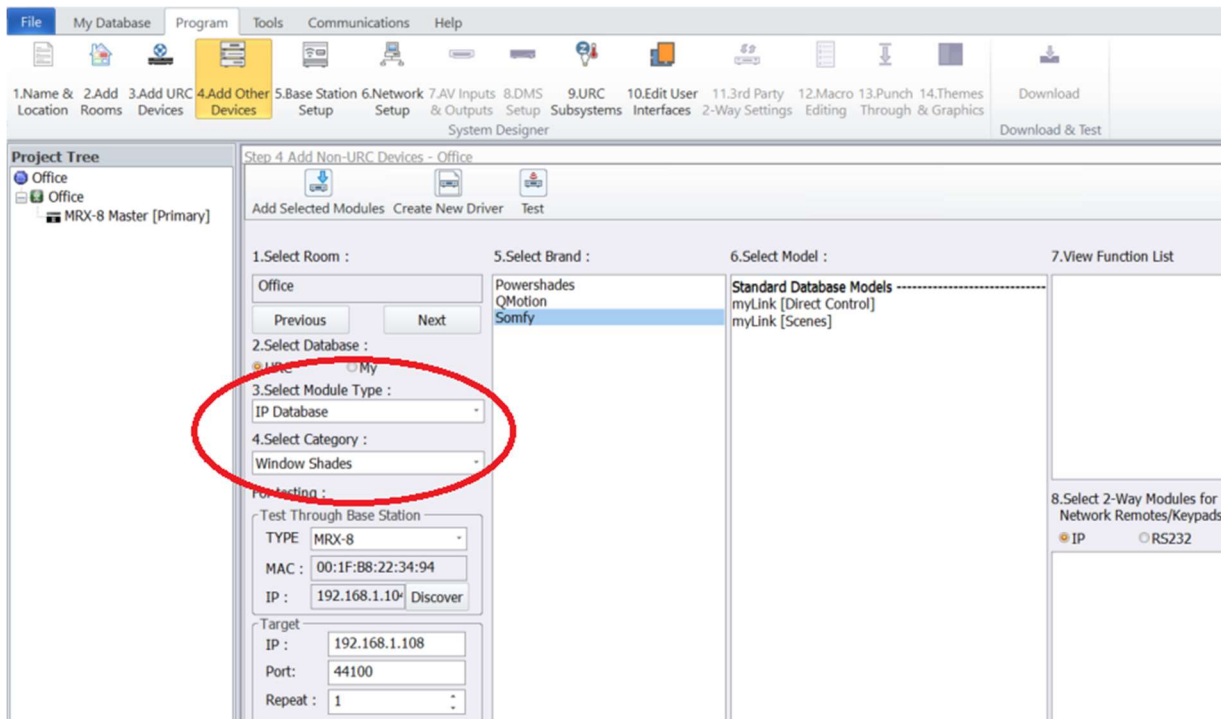 File My Database Program Tools Communications Help
1.Name & Location 2.Add Rooms 3.Add URC Devices 4.Add Other Devices 5.Base Station Setup 6.Network Setup 7.AV Inputs & Outputs 8.DMS Setup 9.URC Subsystems 10.Edit User Interfaces 11.3rd Party 2-Way Settings 12.Macro Editing 13.Punch Through 14.Themes & Graphics Download
System Designer Download & Test
Project Tree
Office
Office
MRX-8 Master [Primary]
Step 4 Add Non-URC Devices - Office
Add Selected Modules Create New Driver Test
1.Select Room :
Office
Previous Next
2.Select Database :
URC My
3.Select Module Type :
IP Database
4.Select Category :
Window Shades
For testing :
Test Through Base Station
TYPE MRX-8
MAC : 00:1F:B8:22:34:94
IP : 192.168.1.10 Discover
Target
IP : 192.168.1.108
Port: 44100
Repeat : 1
5.Select Brand :
Powershades
QMotion
Somfy
6.Select Model :
Standard Database Models -----------------------------
myLink [Direct Control]
myLink [Scenes]
7.View Function List
8.Select 2-Way Modules for
Network Remotes/Keypads
IP RS232